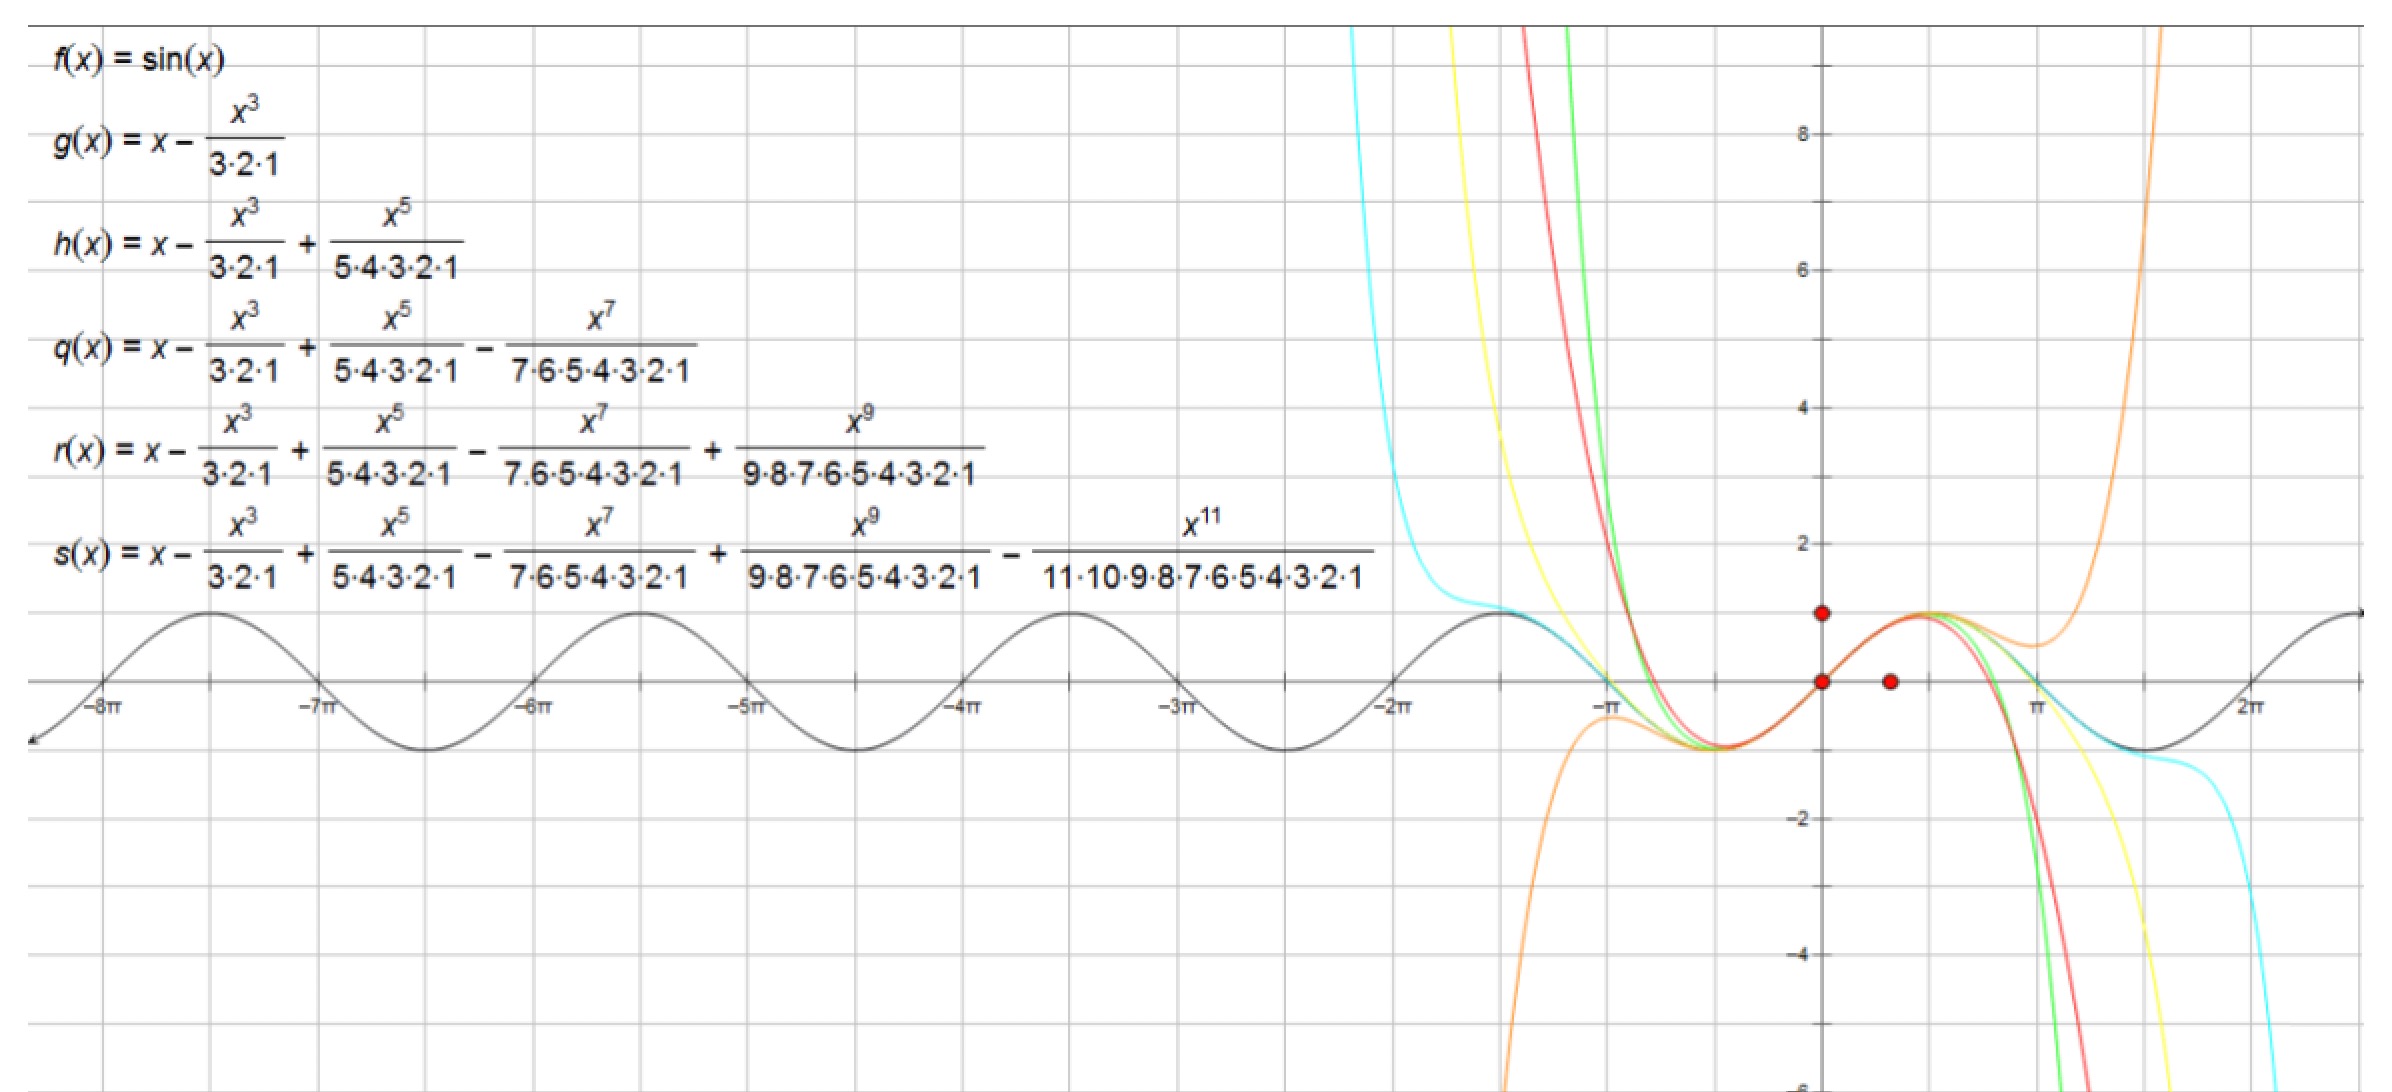 f(x) = sin(x)
g(x) = x − x³/(3·2·1)
h(x) = x − x³/(3·2·1) + x⁵/(5·4·3·2·1)
q(x) = x − x³/(3·2·1) + x⁵/(5·4·3·2·1) − x⁷/(7·6·5·4·3·2·1)
r(x) = x − x³/(3·2·1) + x⁵/(5·4·3·2·1) − x⁷/(7.6·5·4·3·2·1) + x⁹/(9·8·7·6·5·4·3·2·1)
s(x) = x − x³/(3·2·1) + x⁵/(5·4·3·2·1) − x⁷/(7·6·5·4·3·2·1) + x⁹/(9·8·7·6·5·4·3·2·1) − x¹¹/(11·10·9·8·7·6·5·4·3·2·1)
8
6
4
2
−8π −7π −6π −5π −4π −3π −2π −π π 2π
−2
−4